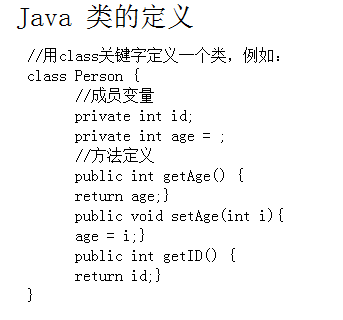 Java 类的定义
//用class关键字定义一个类，例如：
class Person {
//成员变量
private int id;
private int age = ;
//方法定义
public int getAge() {
return age;}
public void setAge(int i){
age = i;}
public int getID() {
return id;}
}